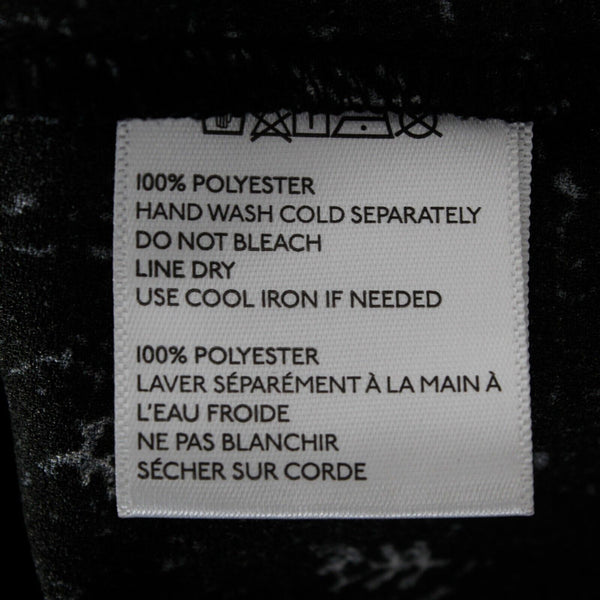 100% POLYESTER
HAND WASH COLD SEPARATELY
DO NOT BLEACH
LINE DRY
USE COOL IRON IF NEEDED
100% POLYESTER
LAVER SÉPARÉMENT À LA MAIN À
L'EAU FROIDE
NE PAS BLANCHIR
SÉCHER SUR CORDE